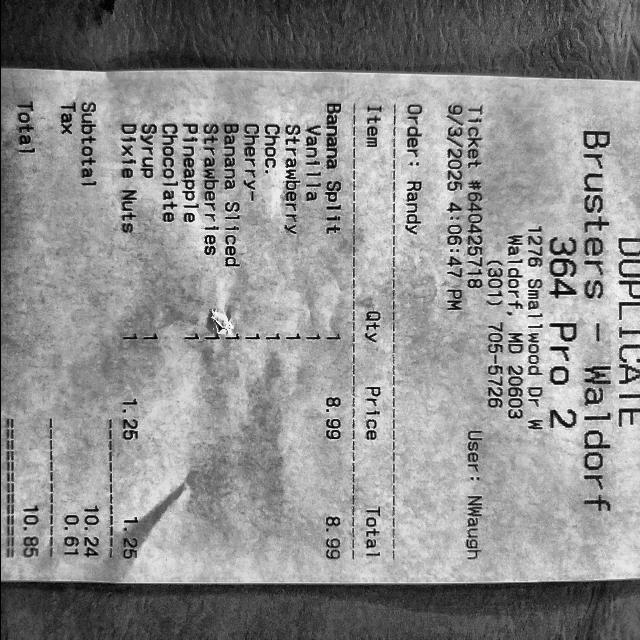 DUPLICATE
Brusters - Waldorf
364 Pro 2
1276 Smallwood Dr W
Waldorf, MD 20603
(301) 705-5726
Ticket #640425718 User: NWaugh
9/3/2025 4:06:47 PM
Order: Randy
Item Qty Price Total
Banana Split 1 8.99 8.99
Vanilla 1
Strawberry 1
Choc. 1
Cherry- 1
Banana Sliced 1
Strawberries 1
Pineapple 1
Chocolate
Syrup 1
Dixie Nuts 1 1.25 1.25
Subtotal 10.24
Tax 0.61
Total 10.85